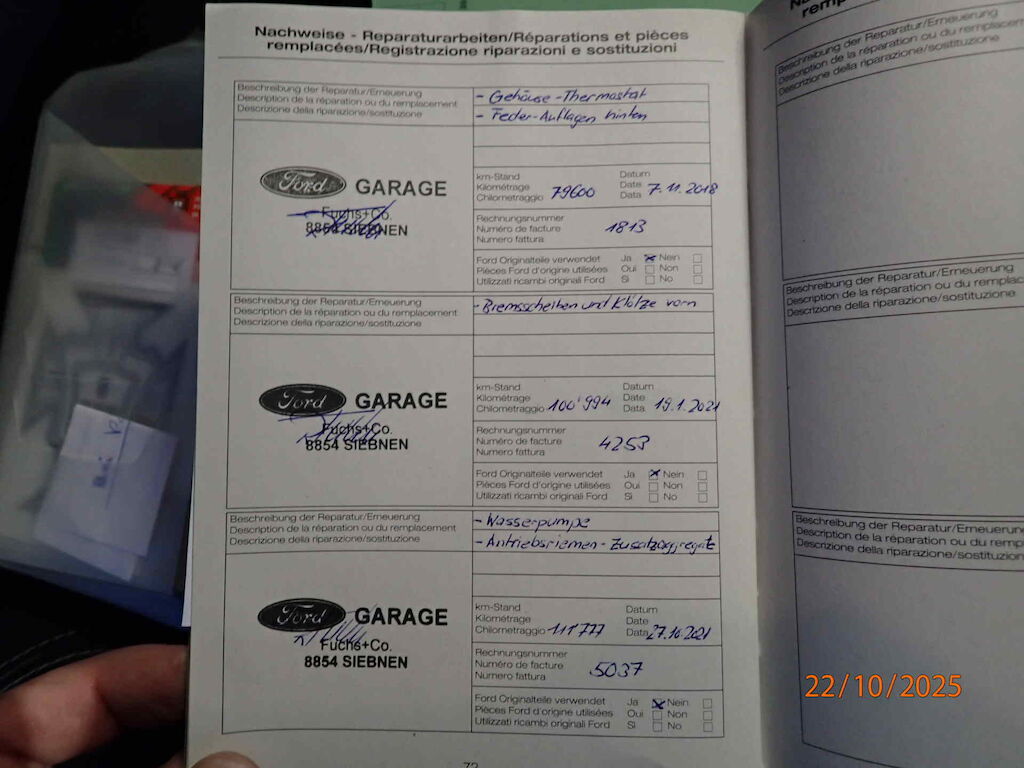 Nachweise - Reparaturarbeiten/Réparations et pièces
remplacées/Registrazione riparazioni e sostituzioni
Beschreibung der Reparatur/Erneuerung
Description de la réparation ou du remplacement
Descrizione della riparazione/sostituzione
- Gehäuse-Thermostat
- Feder-Auflagen hinten
Ford GARAGE
Fuchs+Co.
8854 SIEBNEN
km-Stand
Kilométrage
Chilometraggio 79600
Datum
Date
Data 7.11.2018
Rechnungsnummer
Numéro de facture
Numero fattura
1813
Ford Originalteile verwendet Ja Nein
Pièces Ford d'origine utilisées Oui Non
Utilizzati ricambi originali Ford Si No
Beschreibung der Reparatur/Erneuerung
Description de la réparation ou du remplacement
Descrizione della riparazione/sostituzione
- Bremsscheiben und Klötze vorn
Ford GARAGE
Fuchs+Co.
8854 SIEBNEN
km-Stand
Kilométrage
Chilometraggio 100'994
Datum
Date
Data 19.1.2021
Rechnungsnummer
Numéro de facture
Numero fattura
4253
Ford Originalteile verwendet Ja Nein
Pièces Ford d'origine utilisées Oui Non
Utilizzati ricambi originali Ford Si No
Beschreibung der Reparatur/Erneuerung
Description de la réparation ou du remplacement
Descrizione della riparazione/sostituzione
- Wasserpumpe
- Antriebsriemen - Zusatzaggregate
Ford GARAGE
Fuchs+Co.
8854 SIEBNEN
km-Stand
Kilométrage
Chilometraggio 111777
Datum
Date
Data 27.10.2021
Rechnungsnummer
Numéro de facture
Numero fattura
5037
Ford Originalteile verwendet Ja Nein
Pièces Ford d'origine utilisées Oui Non
Utilizzati ricambi originali Ford Si No
Beschreibung der Reparatur/Erneuerung
Description de la réparation ou du
Descrizione della riparazione/sostituzione
Beschreibung der Reparatur/Erneuerung
Description de la réparation ou du
Descrizione della riparazione/sostituzione
Beschreibung der Reparatur/Erneuerung
Description de la réparation ou du
Descrizione della riparazione/sostituzion
22/10/2025